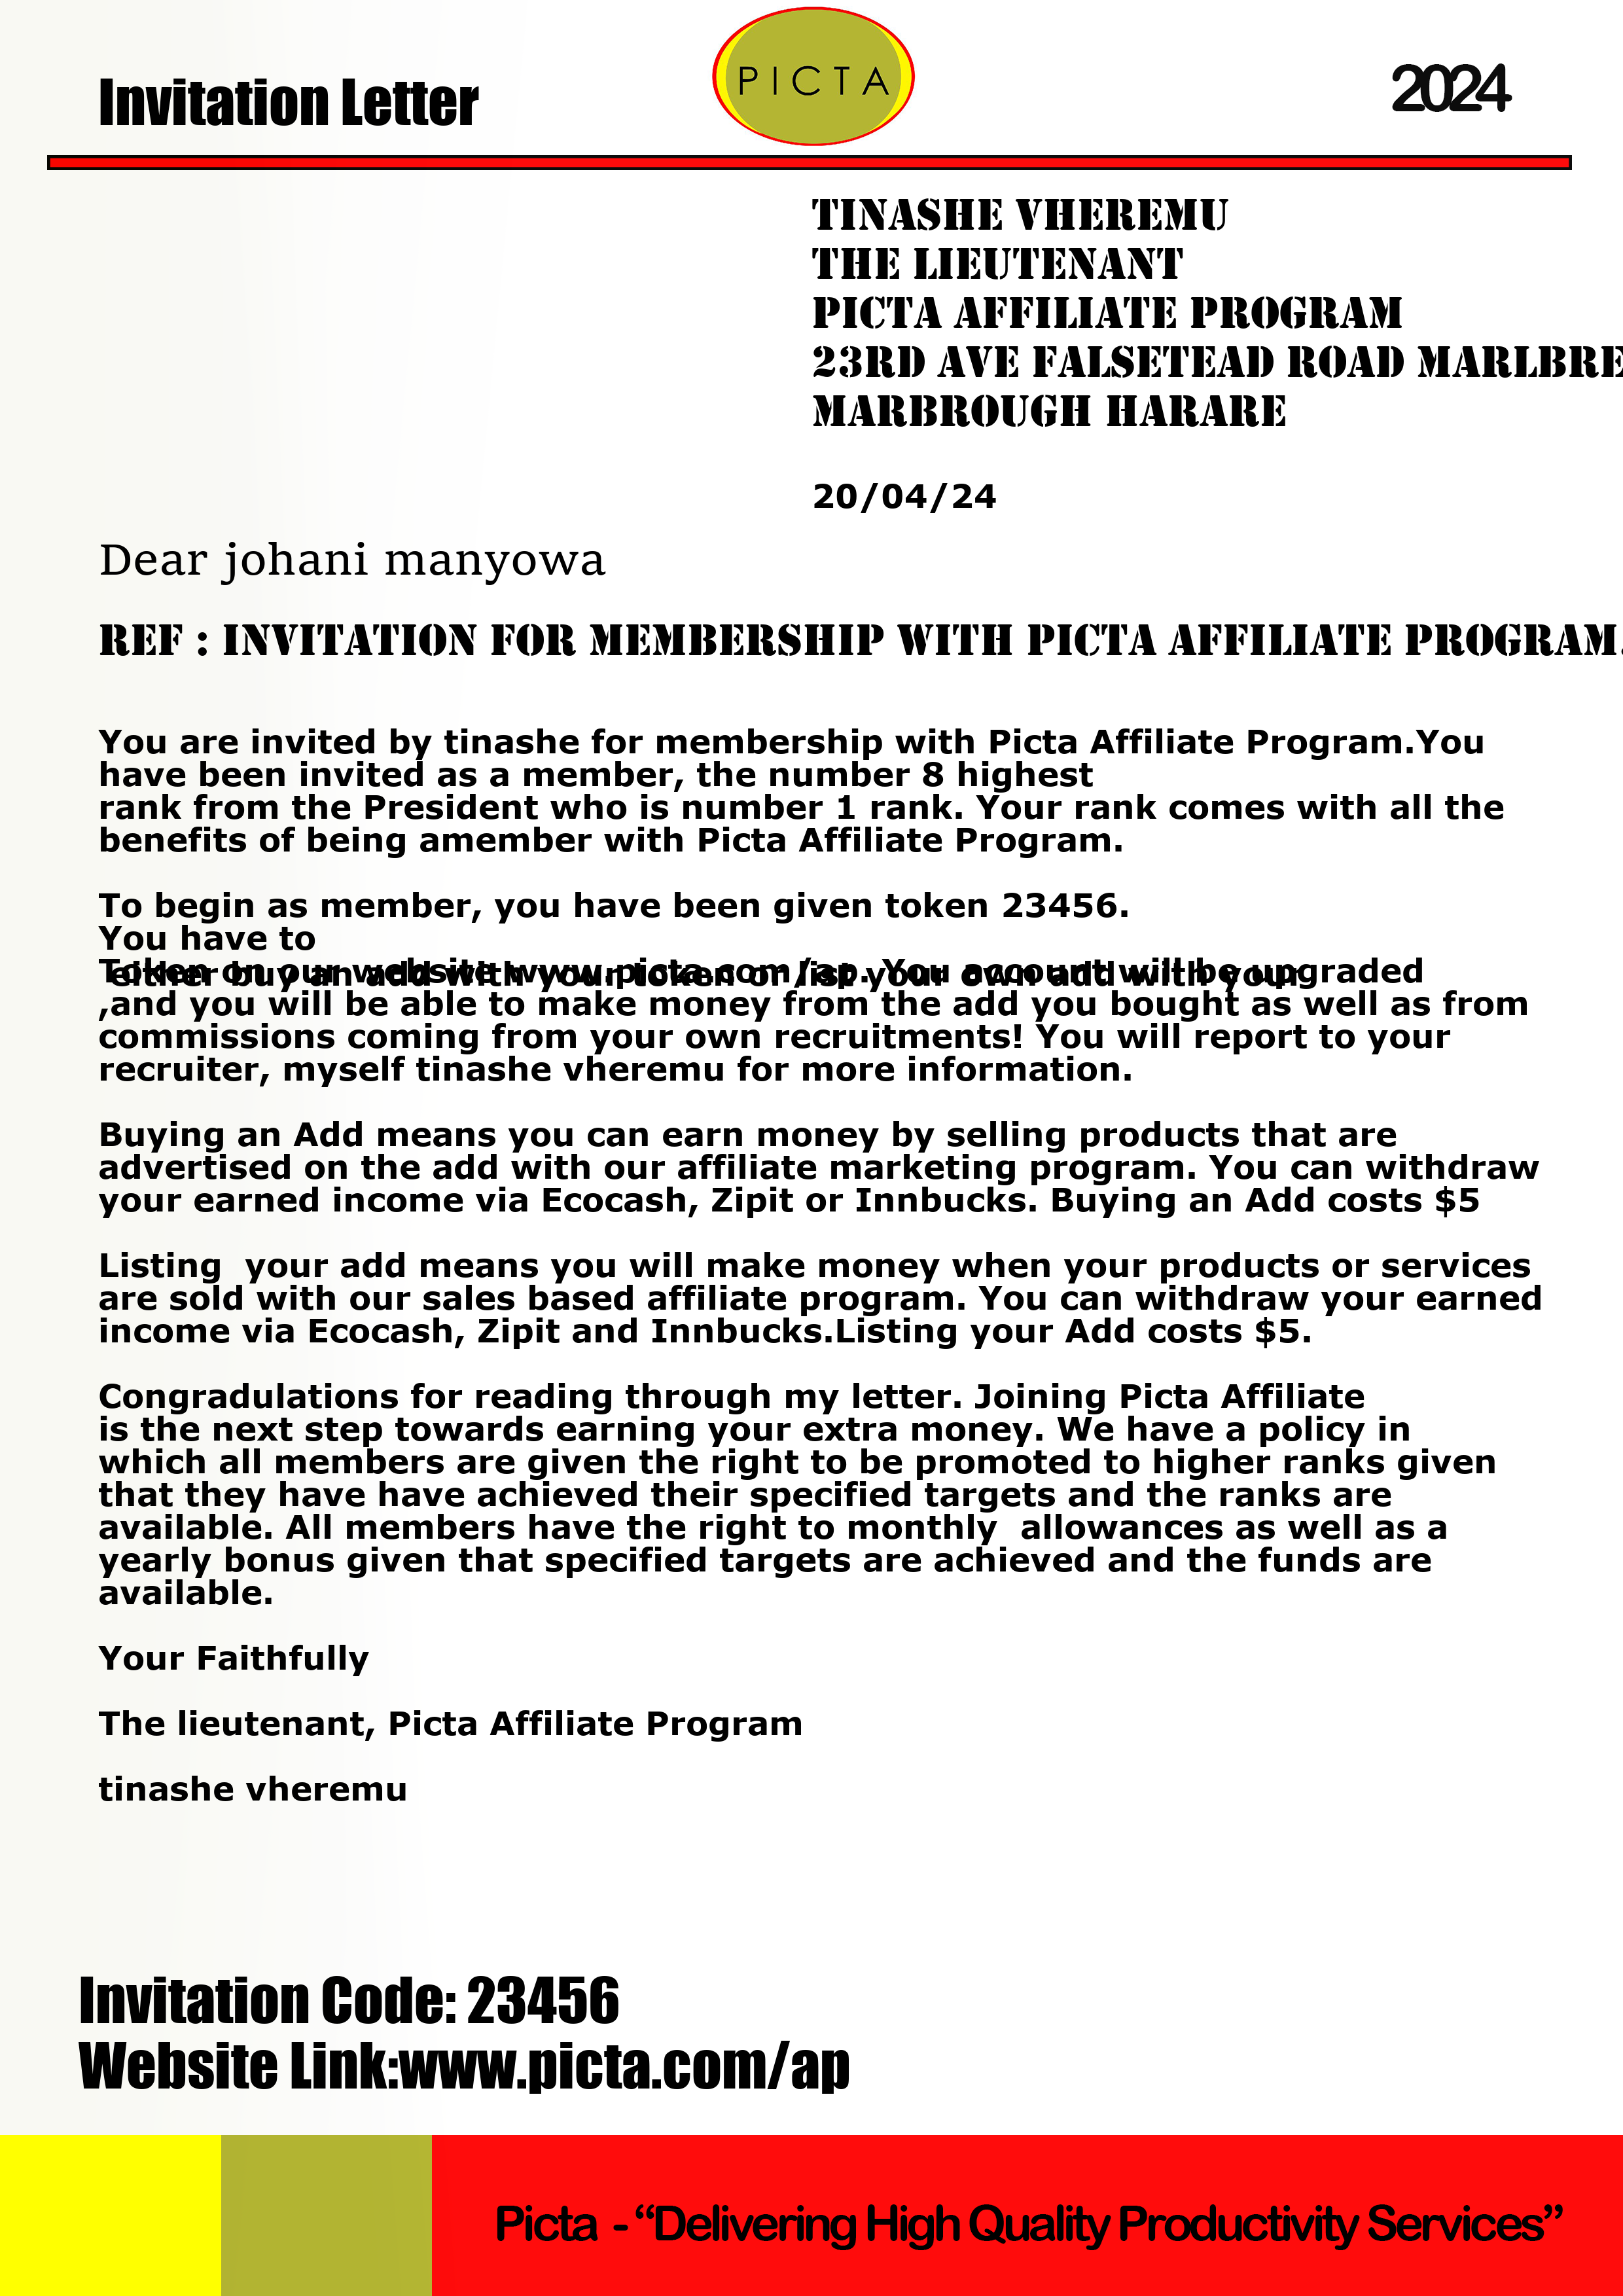 Invitation Letter
PICTA
2024
TINASHE VHEREMU
THE LIEUTENANT
PICTA AFFILIATE PROGRAM
23RD AVE FALSETEAD ROAD MARLBRE
MARBROUGH HARARE
20/04/24
Dear johani manyowa
REF : INVITATION FOR MEMBERSHIP WITH PICTA AFFILIATE PROGRAM.
You are invited by tinashe for membership with Picta Affiliate Program.You
have been invited as a member, the number 8 highest
rank from the President who is number 1 rank. Your rank comes with all the
benefits of being amember with Picta Affiliate Program.
To begin as member, you have been given token 23456.
You have to
either buy an add with your token or list your own add with your
Token on our website www.picta.com/ap. You account will be upgraded
,and you will be able to make money from the add you bought as well as from
commissions coming from your own recruitments! You will report to your
recruiter, myself tinashe vheremu for more information.
Buying an Add means you can earn money by selling products that are
advertised on the add with our affiliate marketing program. You can withdraw
your earned income via Ecocash, Zipit or Innbucks. Buying an Add costs $5
Listing  your add means you will make money when your products or services
are sold with our sales based affiliate program. You can withdraw your earned
income via Ecocash, Zipit and Innbucks.Listing your Add costs $5.
Congradulations for reading through my letter. Joining Picta Affiliate
is the next step towards earning your extra money. We have a policy in
which all members are given the right to be promoted to higher ranks given
that they have have achieved their specified targets and the ranks are
available. All members have the right to monthly  allowances as well as a
yearly bonus given that specified targets are achieved and the funds are
available.
Your Faithfully
The lieutenant, Picta Affiliate Program
tinashe vheremu
Invitation Code: 23456
Website Link:www.picta.com/ap
Picta - “Delivering High Quality Productivity Services”